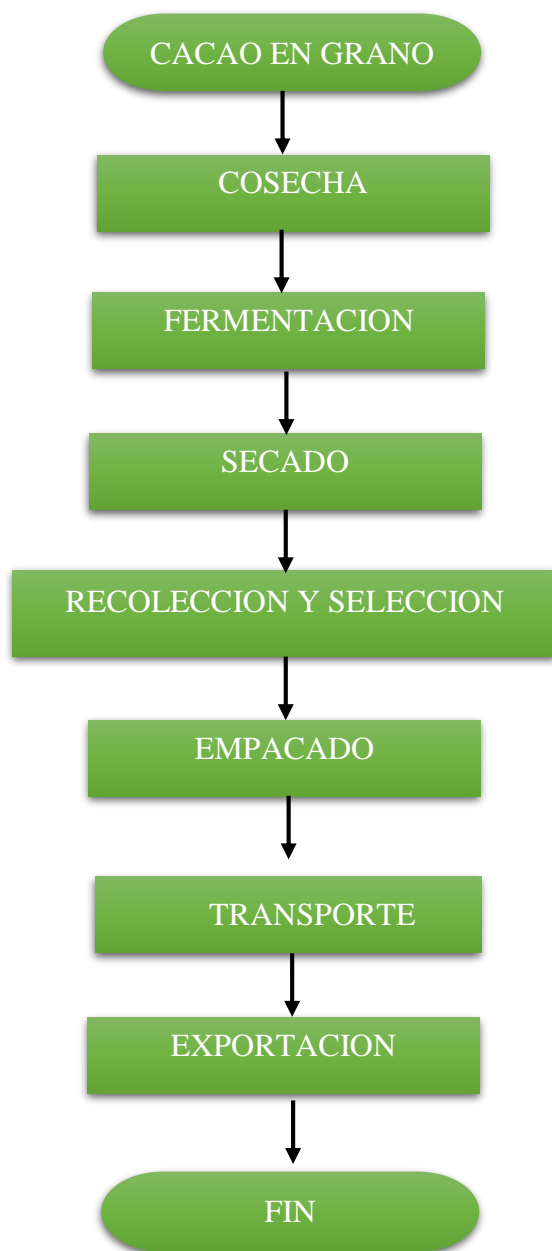 CACAO EN GRANO
COSECHA
FERMENTACION
SECADO
RECOLECCION Y SELECCION
EMPACADO
TRANSPORTE
EXPORTACION
FIN